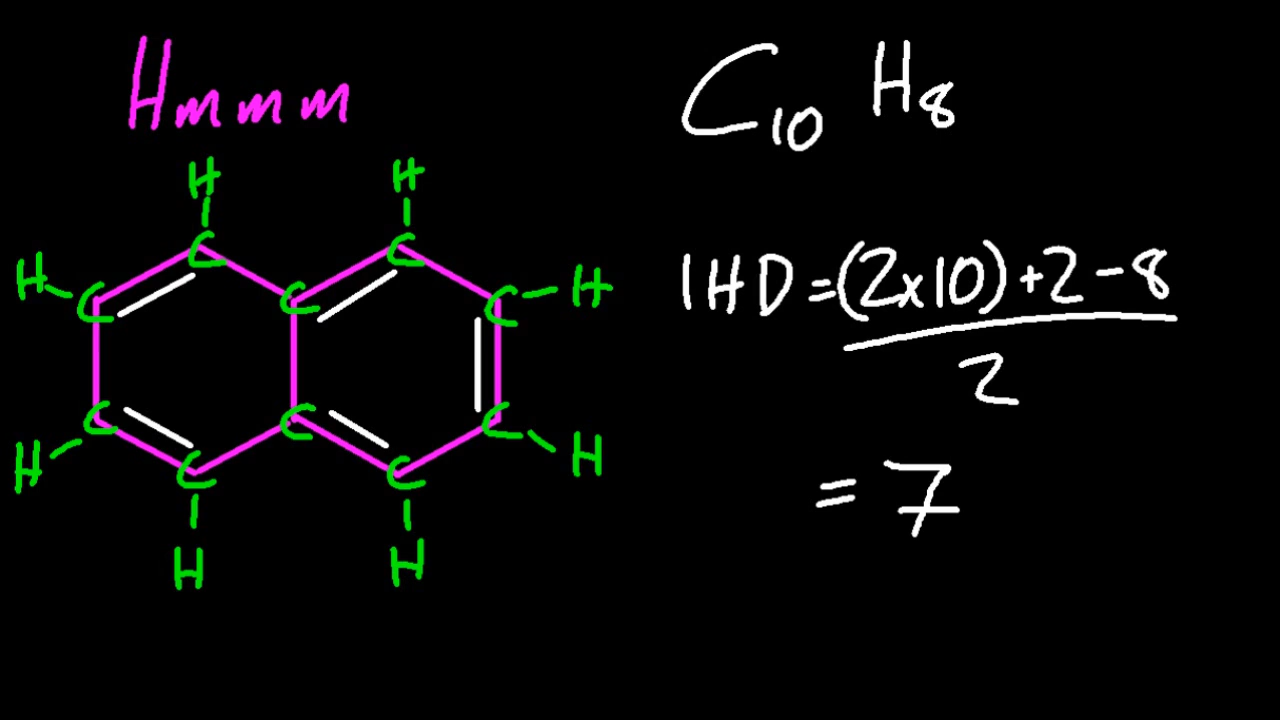 Hmmm
C₁₀ H₈
H H
C C
H C C C H
IHD = (2x10)+2-8
2
C C C
H C C H
= 7
H H